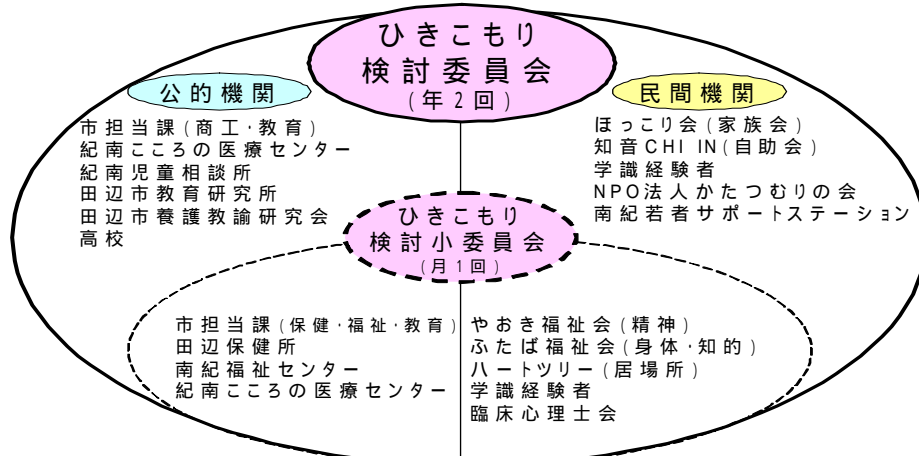 ひきこもり
検討委員会
(年2回)
公的機関
市担当課(商工・教育)
紀南こころの医療センター
紀南児童相談所
田辺市教育研究所
田辺市養護教諭研究会
高校
民間機関
ほっこり会(家族会)
知音CHI IN(自助会)
学識経験者
NPO法人かたつむりの会
南紀若者サポートステーション
ひきこもり
検討小委員会
(月1回)
市担当課(保健・福祉・教育)
田辺保健所
南紀福祉センター
紀南こころの医療センター
やおき福祉会(精神)
ふたば福祉会(身体・知的)
ハートツリー(居場所)
学識経験者
臨床心理士会